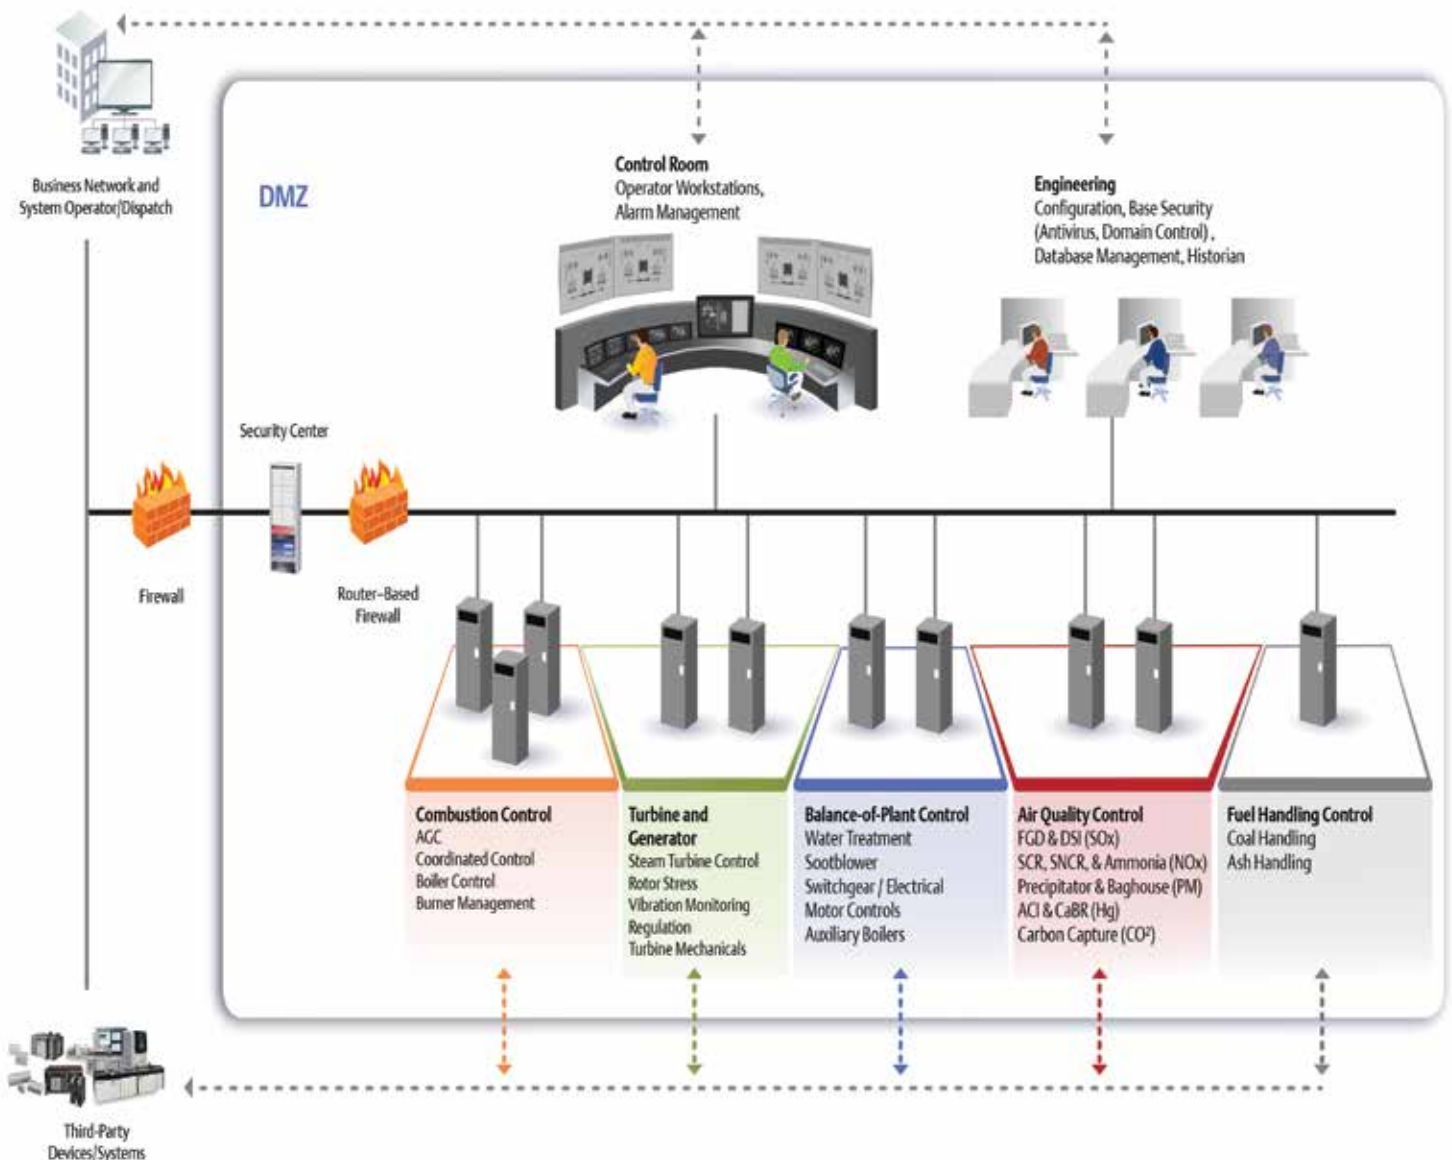 Business Network and
System Operator/Dispatch
DMZ
Control Room
Operator Workstations,
Alarm Management
Engineering
Configuration, Base Security
(Antivirus, Domain Control) ,
Database Management, Historian
Security Center
Firewall
Router-Based
Firewall
Combustion Control
AGC
Coordinated Control
Boiler Control
Burner Management
Turbine and
Generator
Steam Turbine Control
Rotor Stress
Vibration Monitoring
Regulation
Turbine Mechanicals
Balance-of-Plant Control
Water Treatment
Sootblower
Switchgear / Electrical
Motor Controls
Auxiliary Boilers
Air Quality Control
FGD & DSI (SOx)
SCR, SNCR, & Ammonia (NOx)
Precipitator & Baghouse (PM)
ACI & CaBR (Hg)
Carbon Capture (CO²)
Fuel Handling Control
Coal Handling
Ash Handling
Third-Party
Devices/Systems